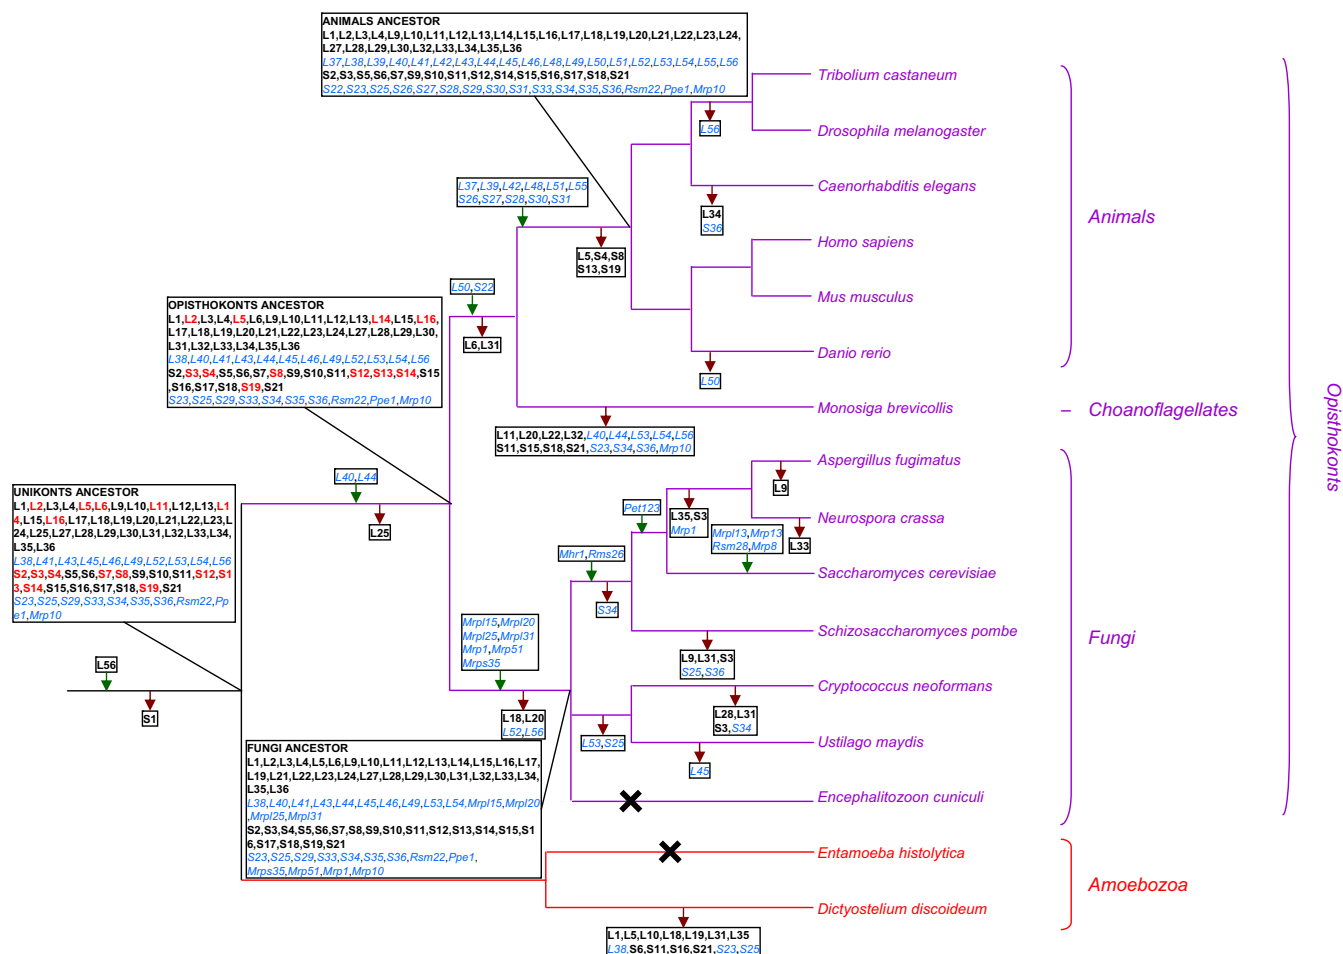 ANIMALS ANCESTOR
L1,L2,L3,L4,L9,L10,L11,L12,L13,L14,L15,L16,L17,L18,L19,L20,L21,L22,L23,L24,
L27,L28,L29,L30,L32,L33,L34,L35,L36
L37,L38,L39,L40,L41,L42,L43,L44,L45,L46,L48,L49,L50,L51,L52,L53,L54,L55,L56
S2,S3,S5,S6,S7,S9,S10,S11,S12,S14,S15,S16,S17,S18,S21
S22,S23,S25,S26,S27,S28,S29,S30,S31,S33,S34,S35,S36,Rsm22,Ppe1,Mrp10
Tribolium castaneum
L56
Drosophila melanogaster
L37,L39,L42,L48,L51,L55
S26,S27,S28,S30,S31
Caenorhabditis elegans
L34
S36
Animals
Homo sapiens
L5,S4,S8
S13,S19
L50,S22
Mus musculus
OPISTHOKONTS ANCESTOR
L1,L2,L3,L4,L5,L6,L9,L10,L11,L12,L13,L14,L15,L16,
L17,L18,L19,L20,L21,L22,L23,L24,L27,L28,L29,L30,
L31,L32,L33,L34,L35,L36
L38,L40,L41,L43,L44,L45,L46,L49,L52,L53,L54,L56
S2,S3,S4,S5,S6,S7,S8,S9,S10,S11,S12,S13,S14,S15
,S16,S17,S18,S19,S21
S23,S25,S29,S33,S34,S35,S36,Rsm22,Ppe1,Mrp10
L6,L31
Danio rerio
L50
Monosiga brevicollis
– Choanoflagellates
Opisthokonts
L11,L20,L22,L32,L40,L44,L53,L54,L56
S11,S15,S18,S21,S23,S34,S36,Mrp10
Aspergillus fugimatus
L9
L40,L44
UNIKONTS ANCESTOR
L1,L2,L3,L4,L5,L6,L9,L10,L11,L12,L13,L1
4,L15,L16,L17,L18,L19,L20,L21,L22,L23,L
24,L25,L27,L28,L29,L30,L31,L32,L33,L34,
L35,L36
L38,L41,L43,L45,L46,L49,L52,L53,L54,L56
S2,S3,S4,S5,S6,S7,S8,S9,S10,S11,S12,S1
3,S14,S15,S16,S17,S18,S19,S21
S23,S25,S29,S33,S34,S35,S36,Rsm22,Pp
e1,Mrp10
L25
Pet123
L35,S3
Mrp1
Neurospora crassa
L33
Mrpl13,Mrp13
Rsm28,Mrp8
Mhr1,Rms26
Saccharomyces cerevisiae
S34
Mrpl15,Mrpl20
Mrpl25,Mrpl31
Mrp1,Mrp51
Mrps35
Schizosaccharomyces pombe
Fungi
L9,L31,S3
S25,S36
L56
S1
Cryptococcus neoformans
L28,L31
S3,S34
L18,L20
L52,L56
L53,S25
Ustilago maydis
L45
FUNGI ANCESTOR
L1,L2,L3,L4,L5,L6,L9,L10,L11,L12,L13,L14,L15,L16,L17,
L19,L21,L22,L23,L24,L27,L28,L29,L30,L31,L32,L33,L34,
L35,L36
L38,L40,L41,L43,L44,L45,L46,L49,L53,L54,Mrpl15,Mrpl20
,Mrpl25,Mrpl31
S2,S3,S4,S5,S6,S7,S8,S9,S10,S11,S12,S13,S14,S15,S1
6,S17,S18,S19,S21
S23,S25,S29,S33,S34,S35,S36,Rsm22,Ppe1,
Mrps35,Mrp51,Mrp1,Mrp10
Encephalitozoon cuniculi
Entamoeba histolytica
Amoebozoa
Dictyostelium discoideum
L1,L5,L10,L18,L19,L31,L35
L38,S6,S11,S16,S21,S23,S25